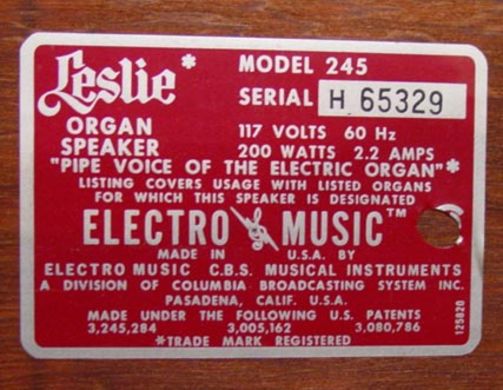 Leslie*
MODEL 245
SERIAL H 65329
ORGAN
SPEAKER
117 VOLTS 60 Hz
200 WATTS 2.2 AMPS
"PIPE VOICE OF THE ELECTRIC ORGAN"*
LISTING COVERS USAGE WITH LISTED ORGANS
FOR WHICH THIS SPEAKER IS DESIGNATED
ELECTRO MUSIC™
MADE IN U.S.A. BY
ELECTRO MUSIC C.B.S. MUSICAL INSTRUMENTS
A DIVISION OF COLUMBIA BROADCASTING SYSTEM INC.
PASADENA, CALIF. U.S.A.
MADE UNDER THE FOLLOWING U.S. PATENTS
3,245,284 3,005,162 3,080,786
*TRADE MARK REGISTERED
125820